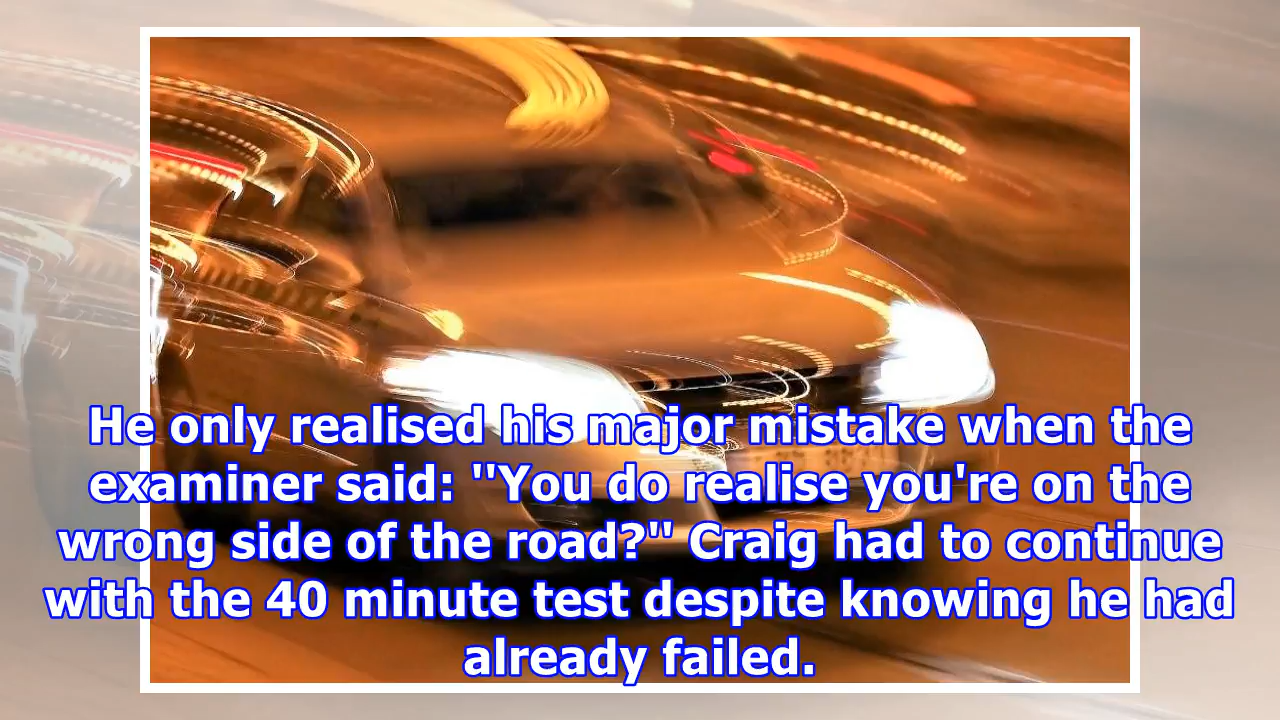 He only realised his major mistake when the
examiner said: ''You do realise you're on the
wrong side of the road?'' Craig had to continue
with the 40 minute test despite knowing he had
already failed.